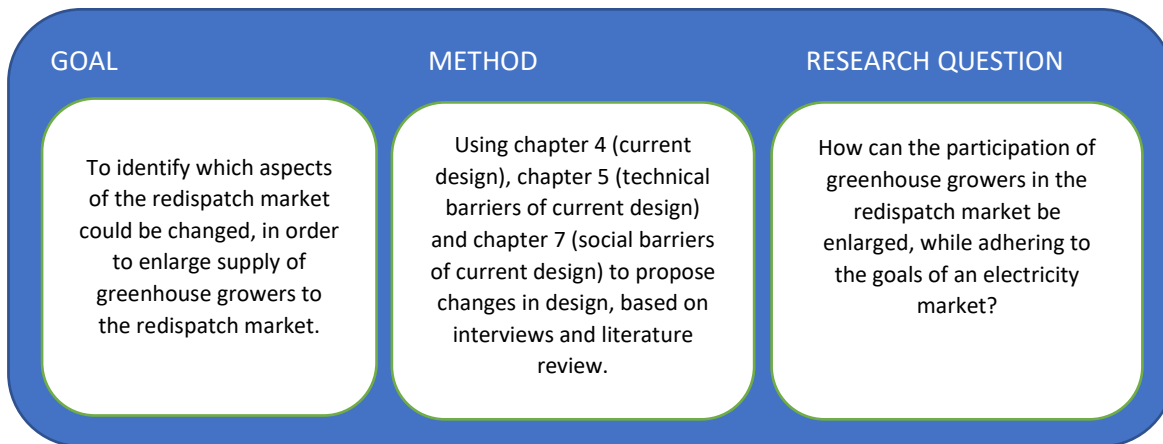 GOAL
To identify which aspects
of the redispatch market
could be changed, in order
to enlarge supply of
greenhouse growers to
the redispatch market.
METHOD
Using chapter 4 (current
design), chapter 5 (technical
barriers of current design)
and chapter 7 (social barriers
of current design) to propose
changes in design, based on
interviews and literature
review.
RESEARCH QUESTION
How can the participation of
greenhouse growers in the
redispatch market be
enlarged, while adhering to
the goals of an electricity
market?